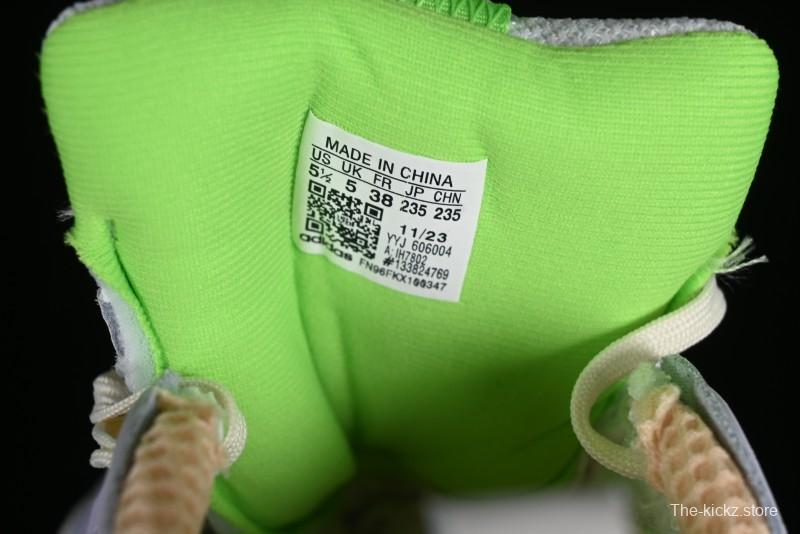 MADE IN CHINA
US UK FR JP CHN
5½ 5 38 235 235
11/23
YYJ 606004
A:IH7802
#133824769
adidas FN96FKX100347
The-kickz.store